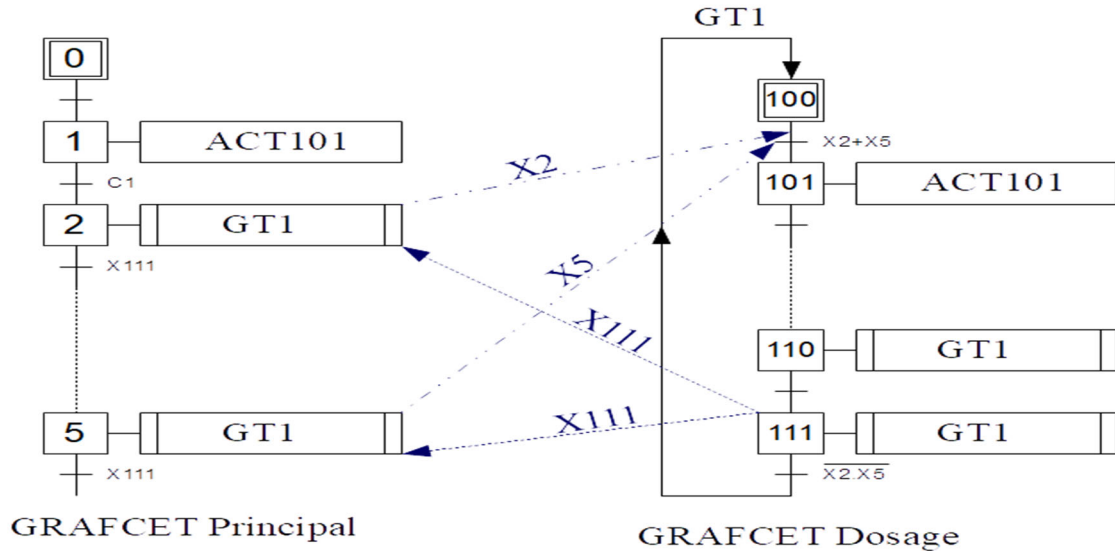 GT1
0
100
1 ACT101
X2+X5
X2
C1
101 ACT101
2 GT1
X111
X5
X111
110 GT1
5 GT1
X111
111 GT1
X111
X2.X5
GRAFCET Principal
GRAFCET Dosage